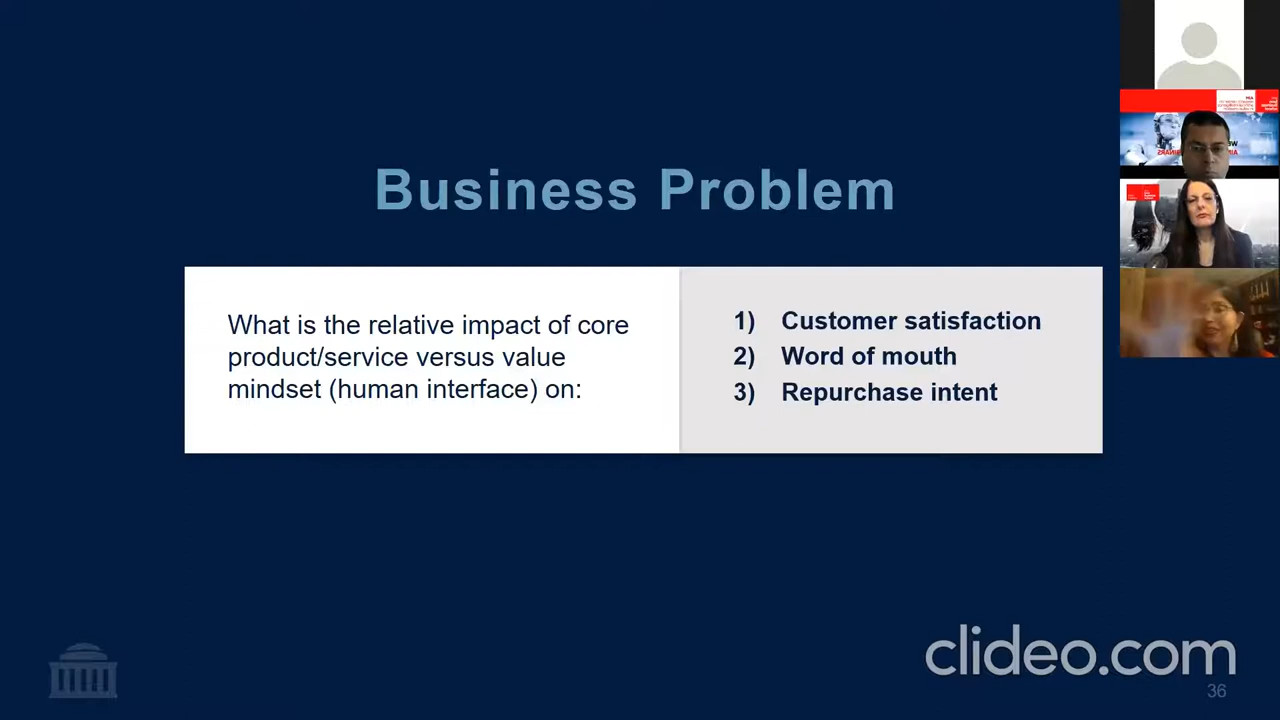 Business Problem
What is the relative impact of core
product/service versus value
mindset (human interface) on:
1) Customer satisfaction
2) Word of mouth
3) Repurchase intent
clideo.com
36